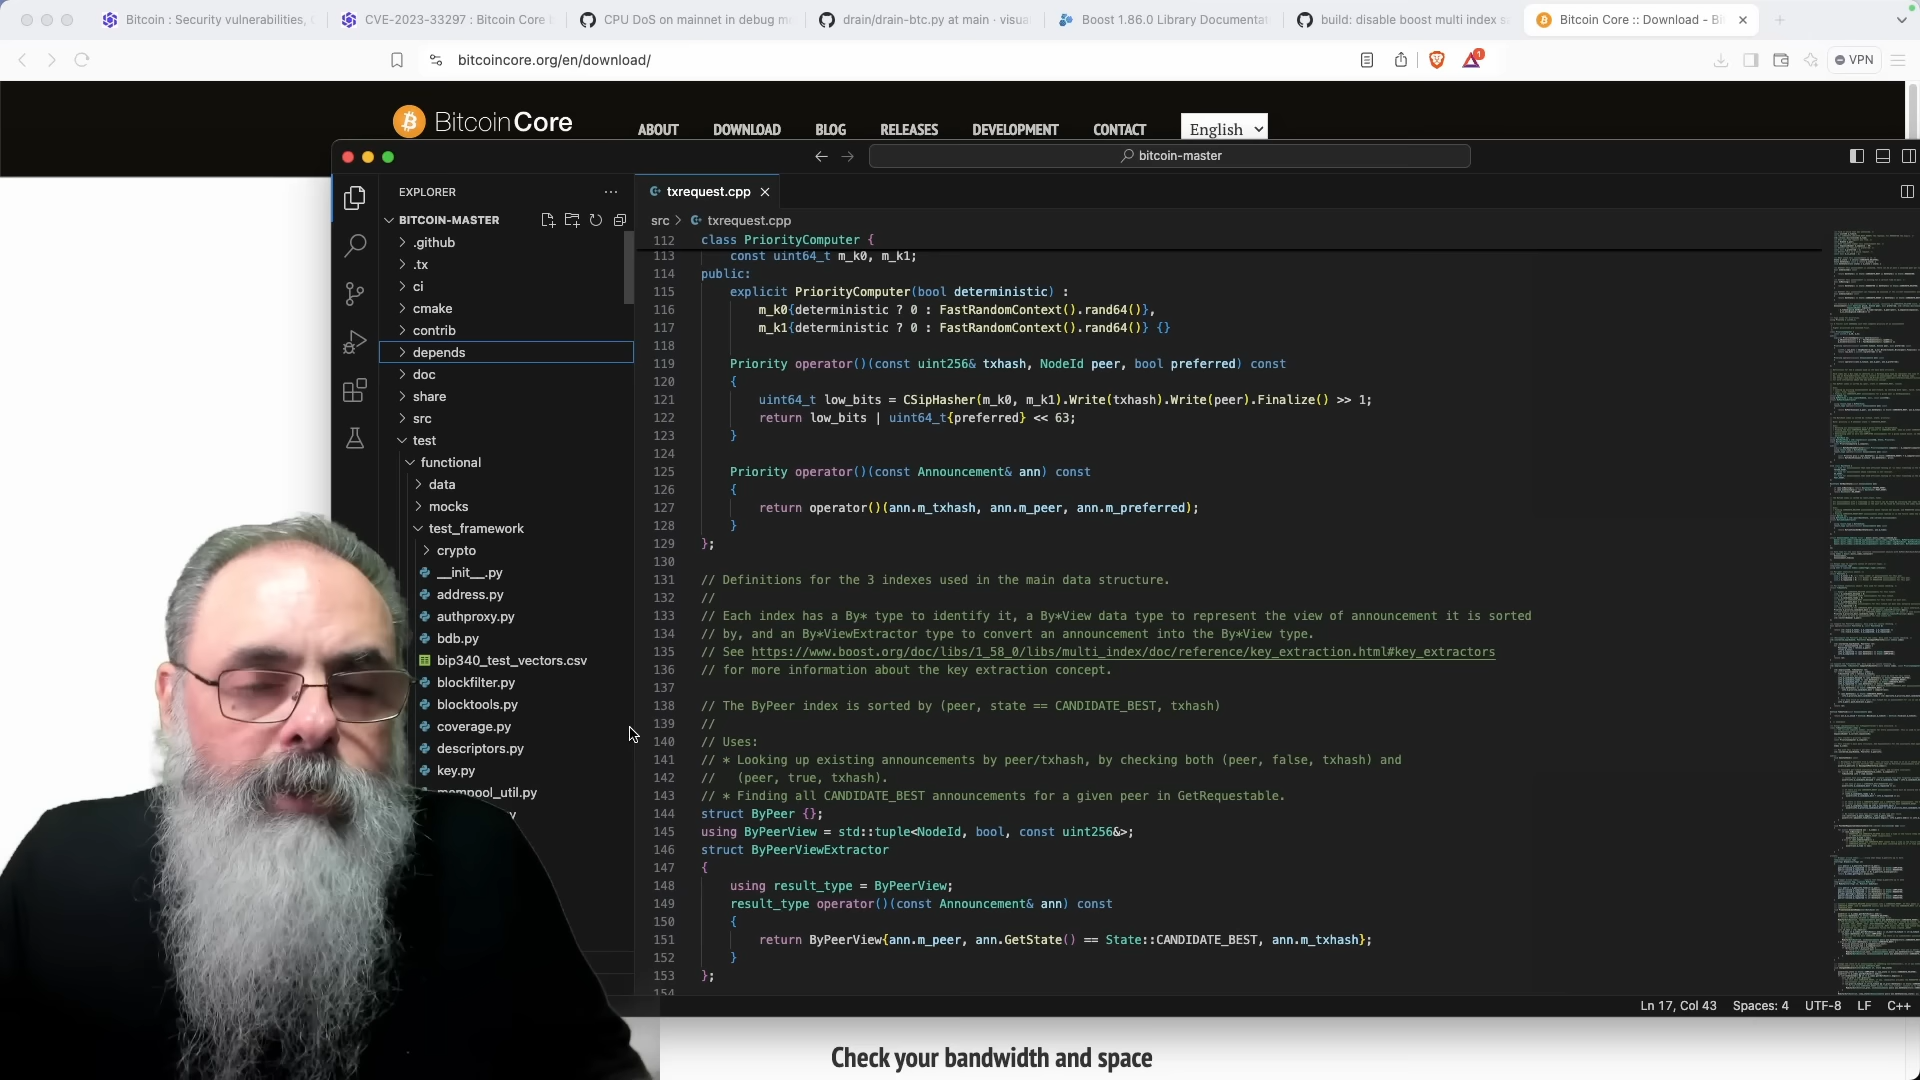 Bitcoin : Security vulnerabilities,
CVE-2023-33297 : Bitcoin Core
CPU DoS on mainnet in debug m
drain/drain-btc.py at main · visua
Boost 1.86.0 Library Documentat
build: disable boost multi index s
Bitcoin Core :: Download - Bi
bitcoincore.org/en/download/
1
VPN
Bitcoin Core
ABOUT
DOWNLOAD
BLOG
RELEASES
DEVELOPMENT
CONTACT
English
bitcoin-master
EXPLORER
BITCOIN-MASTER
.github
.tx
ci
cmake
contrib
depends
doc
share
src
test
functional
data
mocks
test_framework
crypto
__init__.py
address.py
authproxy.py
bdb.py
bip340_test_vectors.csv
blockfilter.py
blocktools.py
coverage.py
descriptors.py
key.py
mempool_util.py
txrequest.cpp
src > txrequest.cpp
112 class PriorityComputer {
113 const uint64_t m_k0, m_k1;
114 public:
115 explicit PriorityComputer(bool deterministic) :
116 m_k0{deterministic ? 0 : FastRandomContext().rand64()},
117 m_k1{deterministic ? 0 : FastRandomContext().rand64()} {}
118
119 Priority operator()(const uint256& txhash, NodeId peer, bool preferred) const
120 {
121 uint64_t low_bits = CSipHasher(m_k0, m_k1).Write(txhash).Write(peer).Finalize() >> 1;
122 return low_bits | uint64_t{preferred} << 63;
123 }
124
125 Priority operator()(const Announcement& ann) const
126 {
127 return operator()(ann.m_txhash, ann.m_peer, ann.m_preferred);
128 }
129 };
130
131 // Definitions for the 3 indexes used in the main data structure.
132 //
133 // Each index has a By* type to identify it, a By*View data type to represent the view of announcement it is sorted
134 // by, and an By*ViewExtractor type to convert an announcement into the By*View type.
135 // See https://www.boost.org/doc/libs/1_58_0/libs/multi_index/doc/reference/key_extraction.html#key_extractors
136 // for more information about the key extraction concept.
137
138 // The ByPeer index is sorted by (peer, state == CANDIDATE_BEST, txhash)
139 //
140 // Uses:
141 // * Looking up existing announcements by peer/txhash, by checking both (peer, false, txhash) and
142 //   (peer, true, txhash).
143 // * Finding all CANDIDATE_BEST announcements for a given peer in GetRequestable.
144 struct ByPeer {};
145 using ByPeerView = std::tuple<NodeId, bool, const uint256&>;
146 struct ByPeerViewExtractor
147 {
148 using result_type = ByPeerView;
149 result_type operator()(const Announcement& ann) const
150 {
151 return ByPeerView{ann.m_peer, ann.GetState() == State::CANDIDATE_BEST, ann.m_txhash};
152 }
153 };
154
Ln 17, Col 43 Spaces: 4 UTF-8 LF C++
Check your bandwidth and space